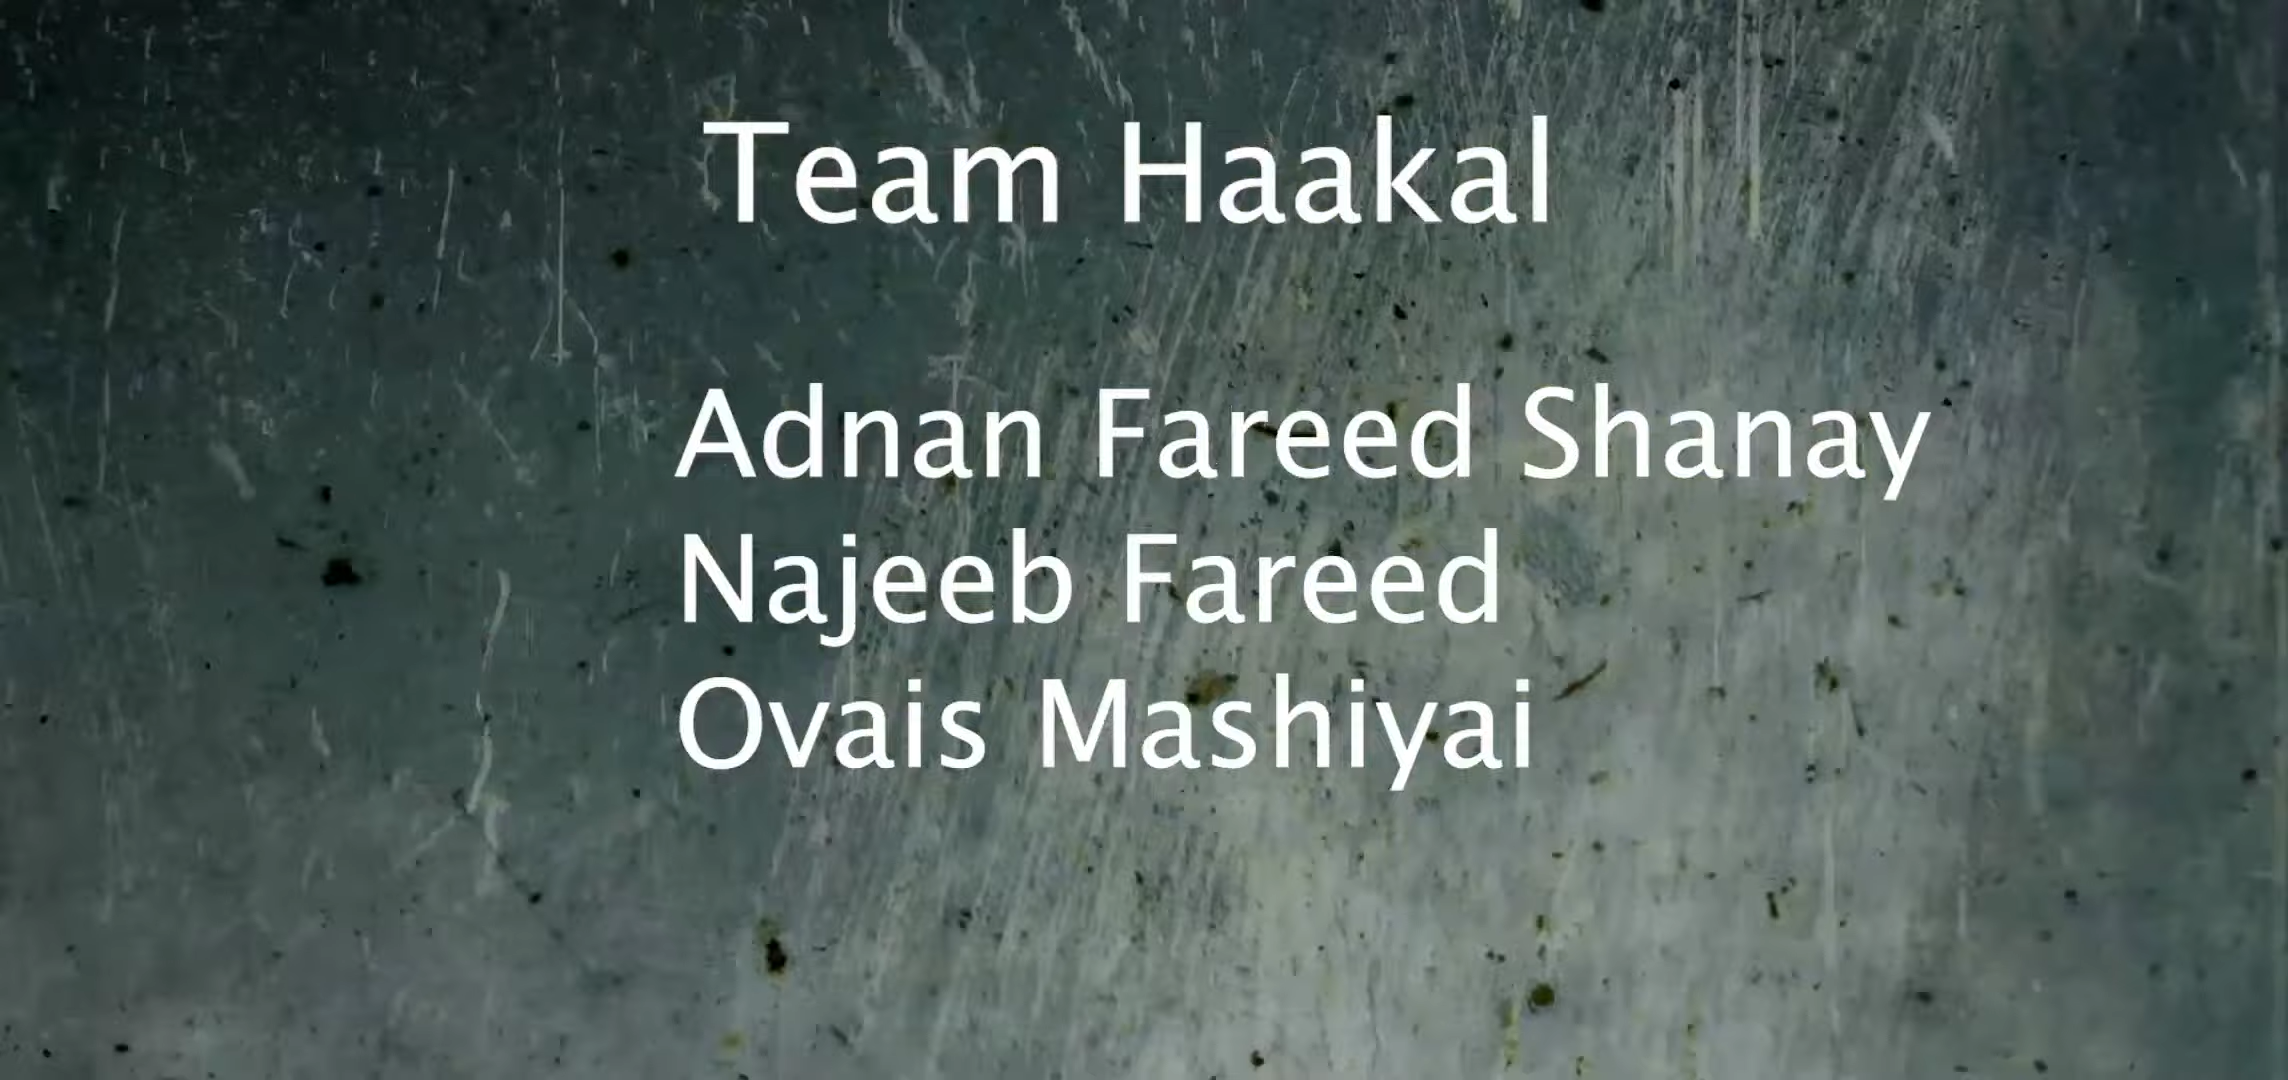 Team Haakal
Adnan Fareed Shanay
Najeeb Fareed
Ovais Mashiyai